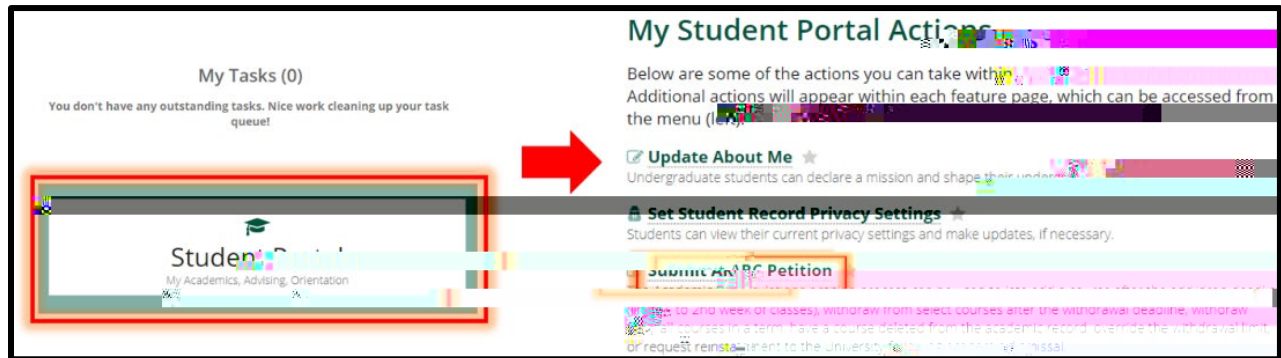 My Tasks (0)
You don't have any outstanding tasks. Nice work cleaning up your task
queue!
Student
My Academics, Advising, Orientation
My Student Portal Actions
Below are some of the actions you can take within
Additional actions will appear within each feature page, which can be accessed from
the menu (left).
Update About Me
Undergraduate students can declare a mission and shape their
Set Student Record Privacy Settings
Students can view their current privacy settings and make updates, if necessary.
Submit ARABC Petition
to 2nd week of classes), withdraw from select courses after the withdrawal deadline, withdraw
all courses in a term, have a course deleted from the academic record, override the withdrawal limit,
or request reinstatement to the University